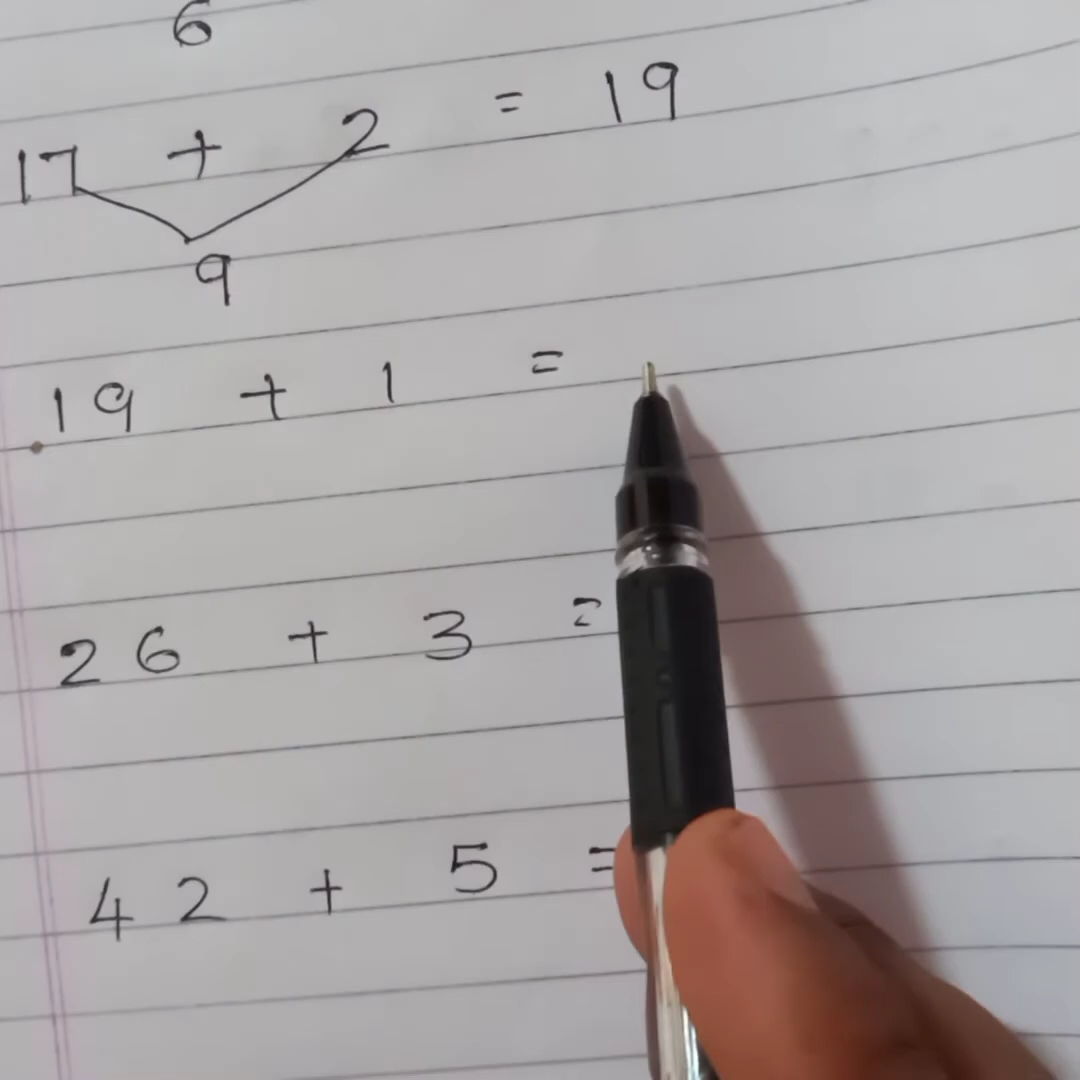 6
17 + 2 = 19
9
19 + 1 =
26 + 3 =
42 + 5 =